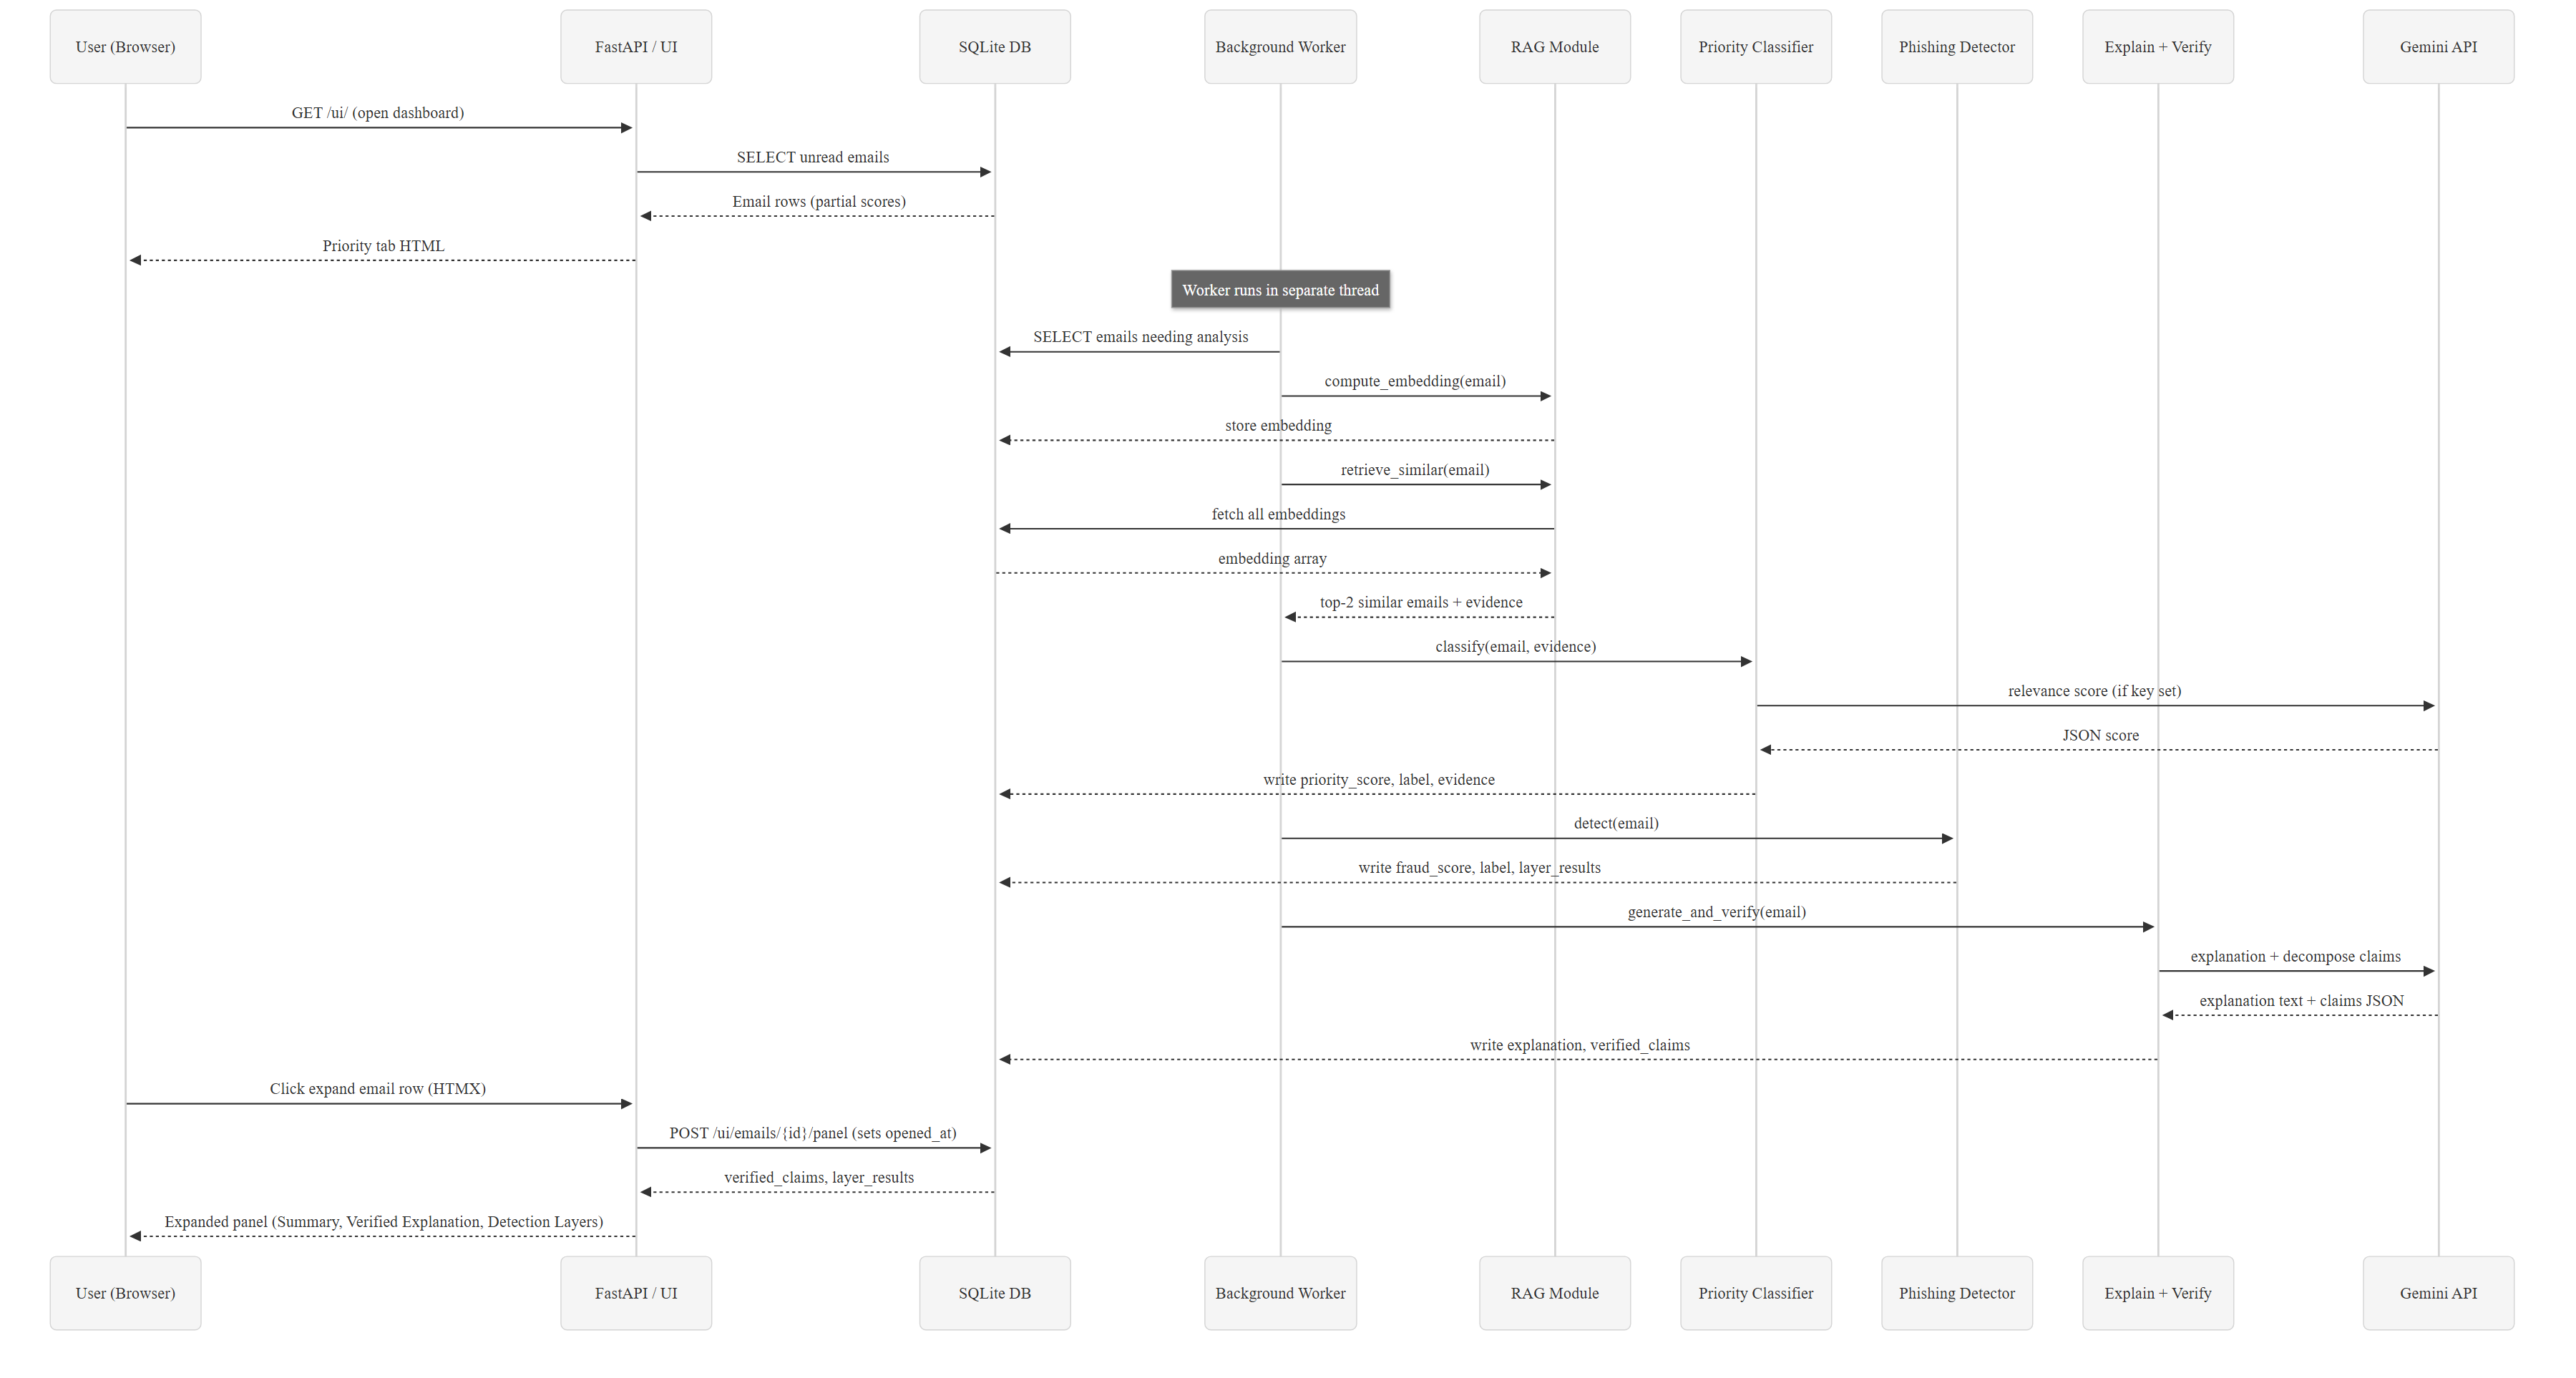 User (Browser)
FastAPI / UI
SQLite DB
Background Worker
RAG Module
Priority Classifier
Phishing Detector
Explain + Verify
Gemini API
GET /ui/ (open dashboard)
SELECT unread emails
Email rows (partial scores)
Priority tab HTML
Worker runs in separate thread
SELECT emails needing analysis
compute_embedding(email)
store embedding
retrieve_similar(email)
fetch all embeddings
embedding array
top-2 similar emails + evidence
classify(email, evidence)
relevance score (if key set)
JSON score
write priority_score, label, evidence
detect(email)
write fraud_score, label, layer_results
generate_and_verify(email)
explanation + decompose claims
explanation text + claims JSON
write explanation, verified_claims
Click expand email row (HTMX)
POST /ui/emails/{id}/panel (sets opened_at)
verified_claims, layer_results
Expanded panel (Summary, Verified Explanation, Detection Layers)
User (Browser)
FastAPI / UI
SQLite DB
Background Worker
RAG Module
Priority Classifier
Phishing Detector
Explain + Verify
Gemini API